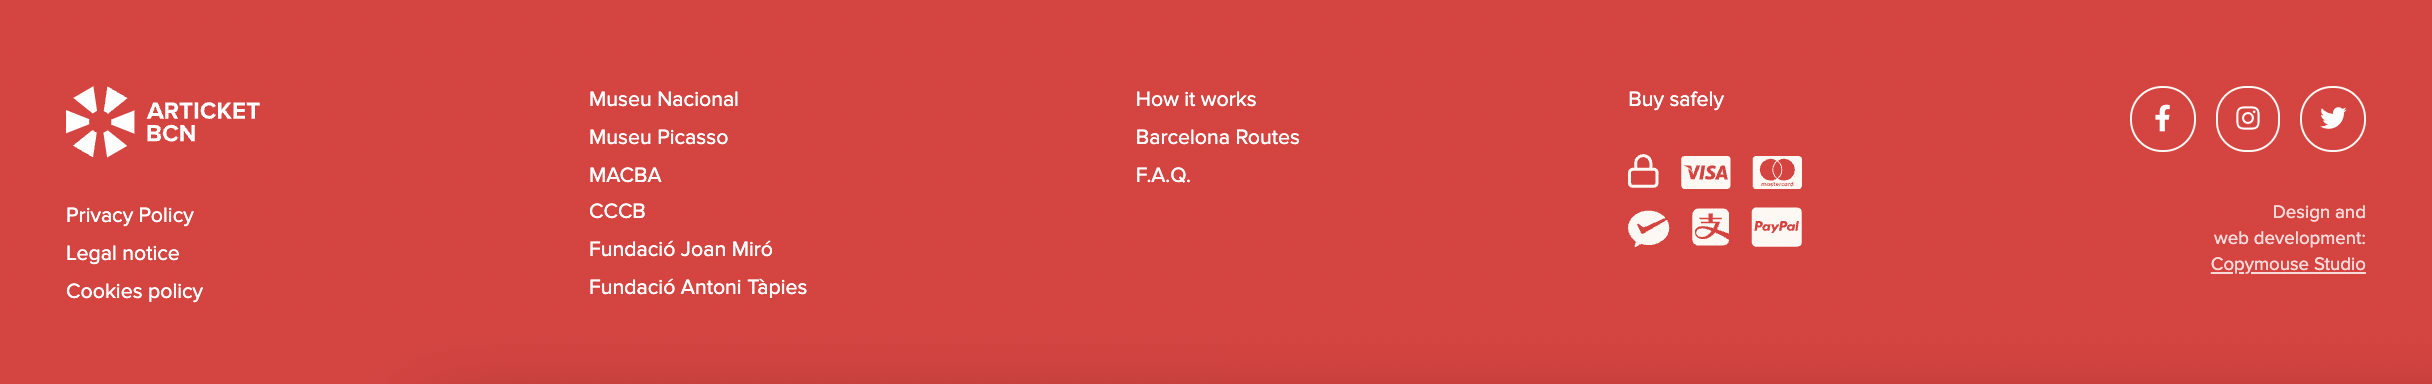 ARTICKET
BCN
Privacy Policy
Legal notice
Cookies policy
Museu Nacional
Museu Picasso
MACBA
CCCB
Fundació Joan Miró
Fundació Antoni Tàpies
How it works
Barcelona Routes
F.A.Q.
Buy safely
VISA
mastercard
支
PayPal
Design and
web development:
Copymouse Studio